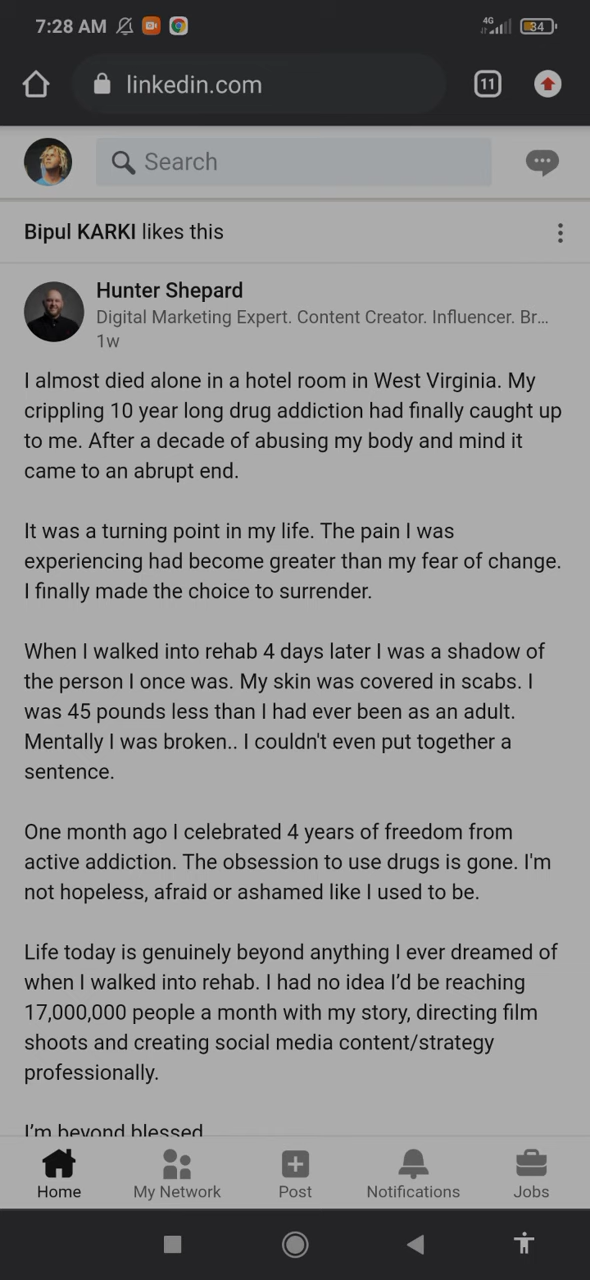 7:28 AM
4G
34
linkedin.com
11
Search
Bipul KARKI likes this
Hunter Shepard
Digital Marketing Expert. Content Creator. Influencer. Br...
1w
I almost died alone in a hotel room in West Virginia. My
crippling 10 year long drug addiction had finally caught up
to me. After a decade of abusing my body and mind it
came to an abrupt end.
It was a turning point in my life. The pain I was
experiencing had become greater than my fear of change.
I finally made the choice to surrender.
When I walked into rehab 4 days later I was a shadow of
the person I once was. My skin was covered in scabs. I
was 45 pounds less than I had ever been as an adult.
Mentally I was broken.. I couldn't even put together a
sentence.
One month ago I celebrated 4 years of freedom from
active addiction. The obsession to use drugs is gone. I'm
not hopeless, afraid or ashamed like I used to be.
Life today is genuinely beyond anything I ever dreamed of
when I walked into rehab. I had no idea I’d be reaching
17,000,000 people a month with my story, directing film
shoots and creating social media content/strategy
professionally.
I’m beyond blessed
Home
My Network
Post
Notifications
Jobs